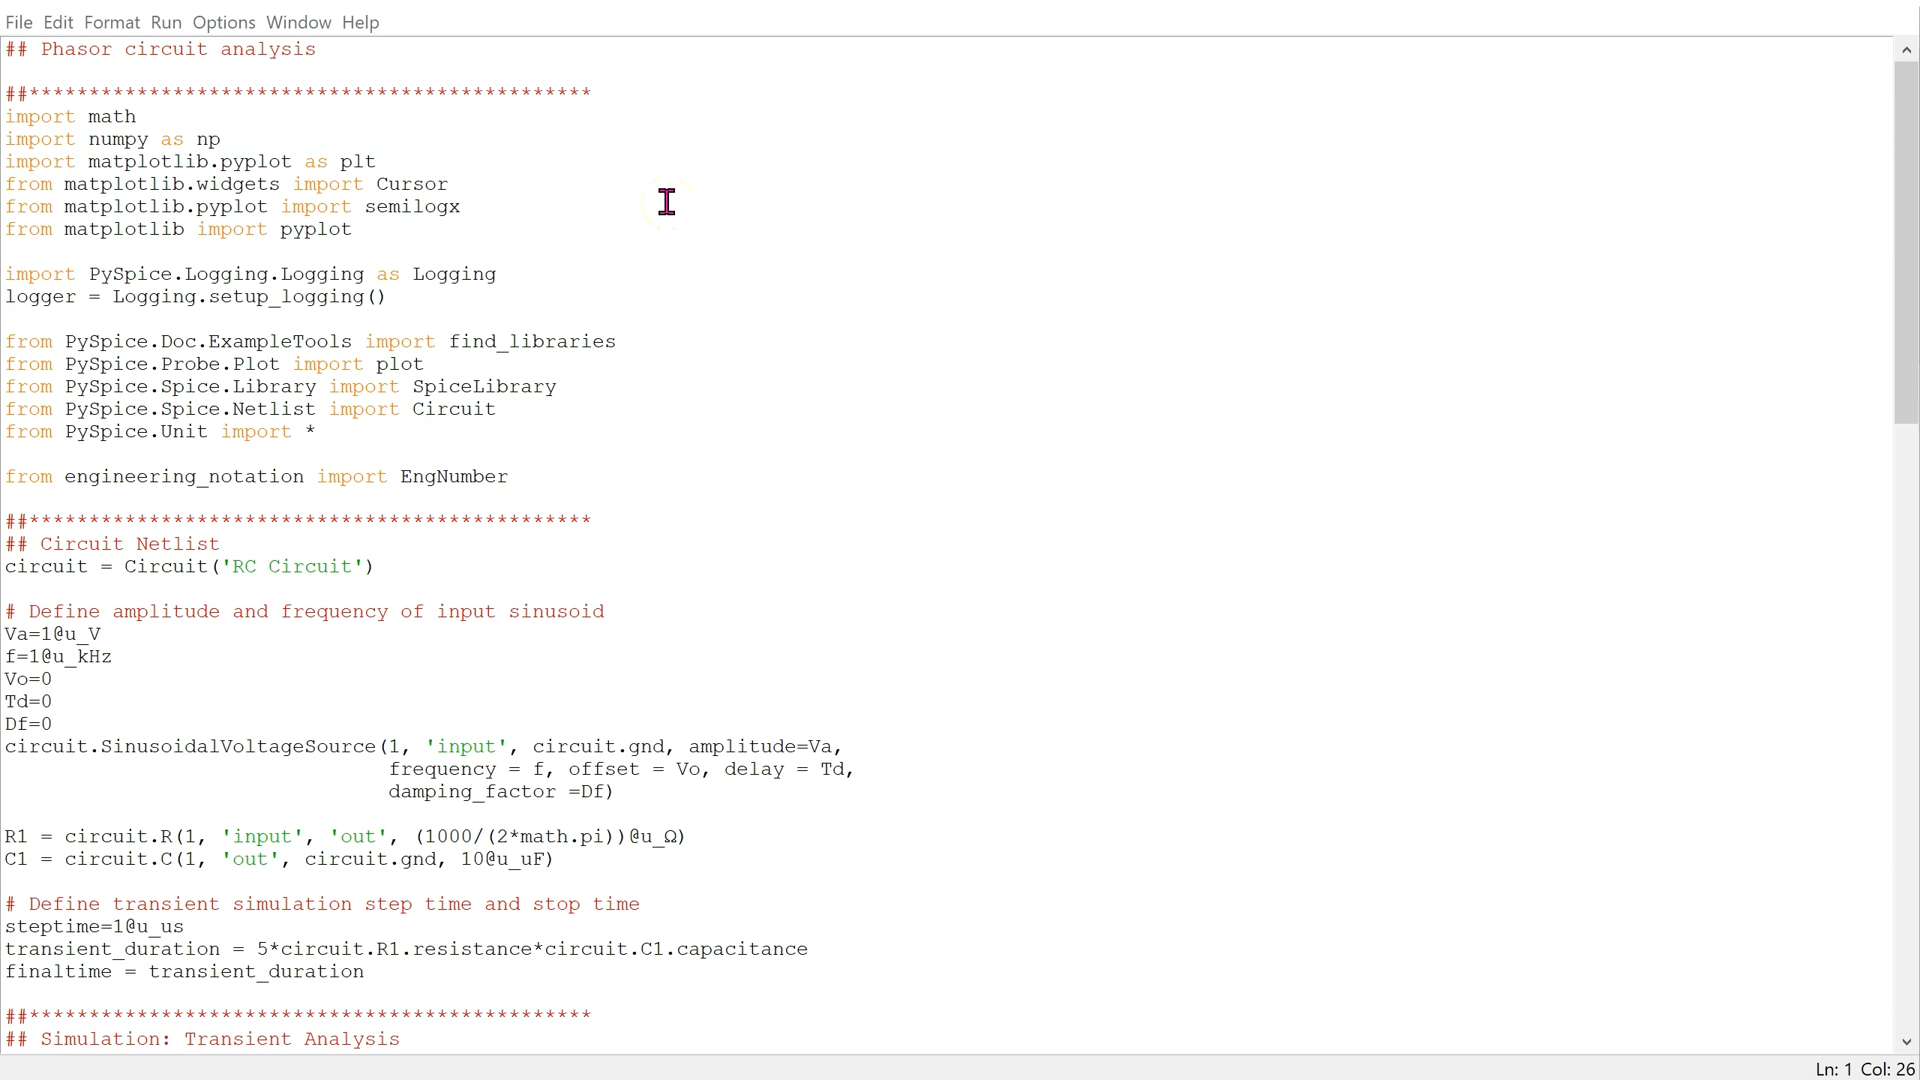 File Edit Format Run Options Window Help
## Phasor circuit analysis
##***********************************************
import math
import numpy as np
import matplotlib.pyplot as plt
from matplotlib.widgets import Cursor
from matplotlib.pyplot import semilogx
from matplotlib import pyplot
import PySpice.Logging.Logging as Logging
logger = Logging.setup_logging()
from PySpice.Doc.ExampleTools import find_libraries
from PySpice.Probe.Plot import plot
from PySpice.Spice.Library import SpiceLibrary
from PySpice.Spice.Netlist import Circuit
from PySpice.Unit import *
from engineering_notation import EngNumber
##***********************************************
## Circuit Netlist
circuit = Circuit('RC Circuit')
# Define amplitude and frequency of input sinusoid
Va=1@u_V
f=1@u_kHz
Vo=0
Td=0
Df=0
circuit.SinusoidalVoltageSource(1, 'input', circuit.gnd, amplitude=Va,
frequency = f, offset = Vo, delay = Td,
damping_factor =Df)
R1 = circuit.R(1, 'input', 'out', (1000/(2*math.pi))@u_Ω)
C1 = circuit.C(1, 'out', circuit.gnd, 10@u_uF)
# Define transient simulation step time and stop time
steptime=1@u_us
transient_duration = 5*circuit.R1.resistance*circuit.C1.capacitance
finaltime = transient_duration
##***********************************************
## Simulation: Transient Analysis
Ln: 1 Col: 26